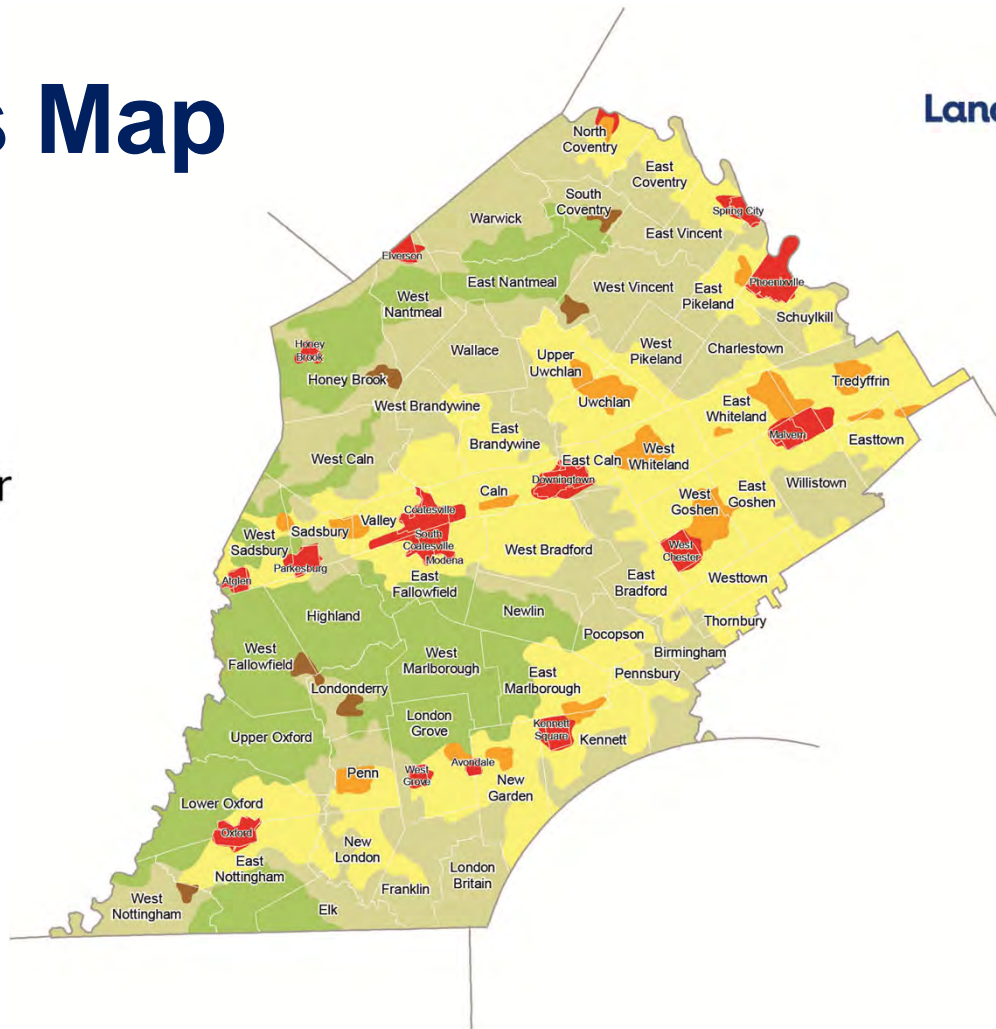 s Map
Land
r
North
Coventry
East
Coventry
South
Coventry
Spring City
Warwick
East Vincent
Elverson
East Nantmeal
West Vincent
East
Pikeland
Phoenixville
West
Nantmeal
Schuylkill
Honey
Brook
Wallace
Upper
Uwchlan
West
Pikeland
Charlestown
Honey Brook
Tredyffrin
West Brandywine
Uwchlan
East
Whiteland
East
Brandywine
Malvern
Easttown
West Caln
East Caln
West
Whiteland
Downingtown
Willistown
Caln
West
Goshen
East
Goshen
Coatesville
Valley
Sadsbury
West
Sadsbury
South
Coatesville
West Bradford
West
Chester
Modena
Parkesburg
Atglen
East
Fallowfield
East
Bradford
Westtown
Highland
Newlin
Thornbury
Pocopson
West
Fallowfield
West
Marlborough
Birmingham
East
Marlborough
Pennsbury
Londonderry
London
Grove
Upper Oxford
Kennett
Square
Kennett
Avondale
West
Grove
Penn
New
Garden
Lower Oxford
Oxford
New
London
East
Nottingham
London
Britain
Franklin
West
Nottingham
Elk